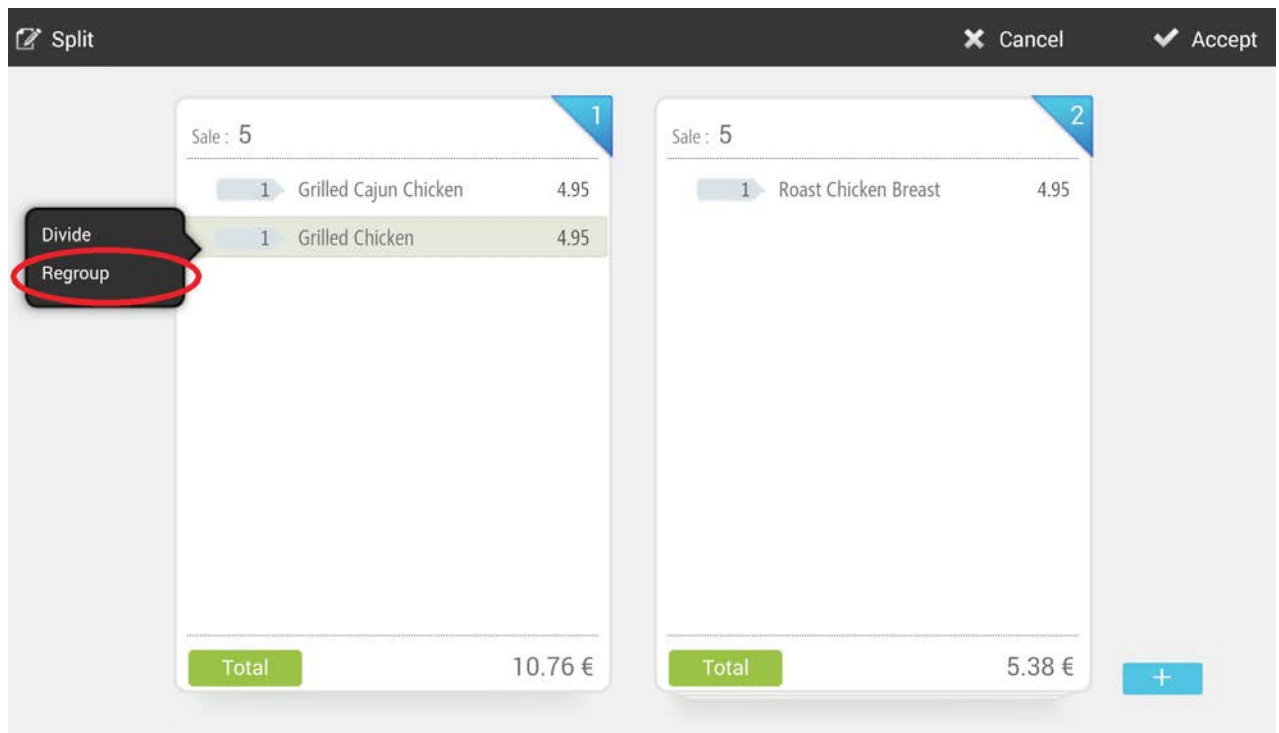 Split
Cancel
Accept
Sale : 5
1
1 Grilled Cajun Chicken 4.95
1 Grilled Chicken 4.95
Divide
Regroup
Total 10.76 €
Sale : 5
2
1 Roast Chicken Breast 4.95
Total 5.38 €
+